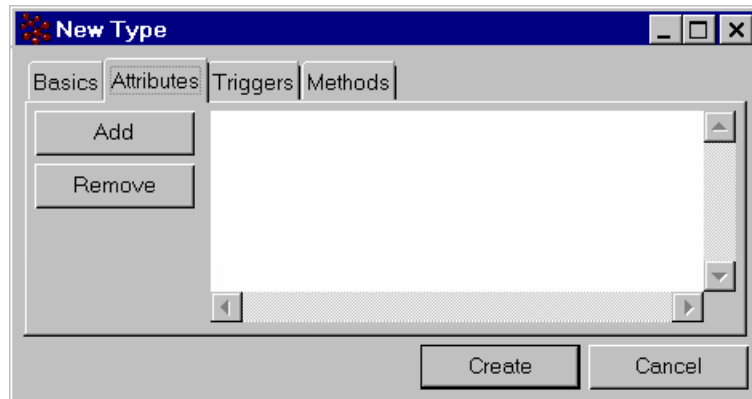 New Type
Basics Attributes Triggers Methods
Add
Remove
Create Cancel